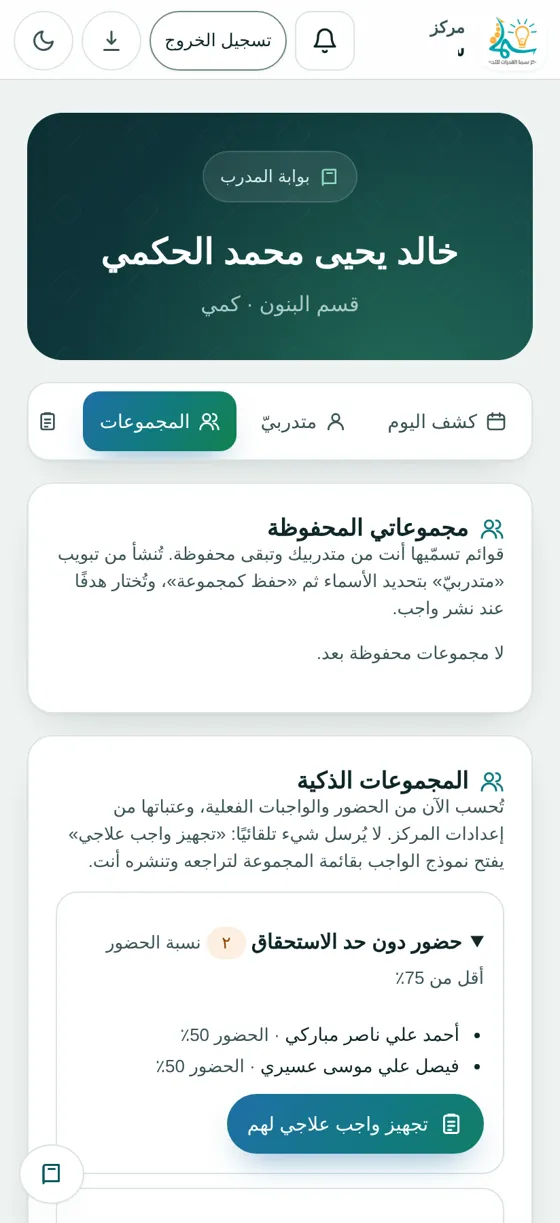 مركز
تسجيل الخروج
بوابة المدرب
خالد يحيى محمد الحكمي
قسم البنون · كمي
كشف اليوم
متدربيّ
المجموعات
مجموعاتي المحفوظة
قوائم تسمّيها أنت من متدربيك وتبقى محفوظة. تُنشأ من تبويب
«متدربيّ» بتحديد الأسماء ثم «حفظ كمجموعة»، وتُختار هدفًا
عند نشر واجب.
لا مجموعات محفوظة بعد.
المجموعات الذكية
تُحسب الآن من الحضور والواجبات الفعلية، وعتباتها من
إعدادات المركز. لا يُرسل شيء تلقائيًا: «تجهيز واجب علاجي»
يفتح نموذج الواجب بقائمة المجموعة لتراجعه وتنشره أنت.
▼ حضور دون حد الاستحقاق ٢ نسبة الحضور
أقل من 75٪
• أحمد علي ناصر مباركي · الحضور 50٪
• فيصل علي موسى عسيري · الحضور 50٪
تجهيز واجب علاجي لهم